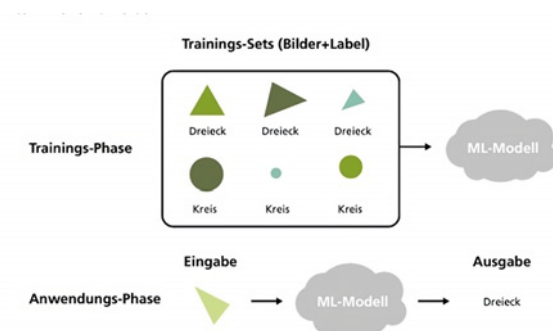 Trainings-Sets (Bilder+Label)
Dreieck Dreieck Dreieck
Trainings-Phase
ML-Modell
Kreis Kreis Kreis
Eingabe
Ausgabe
Anwendungs-Phase
ML-Modell
Dreieck